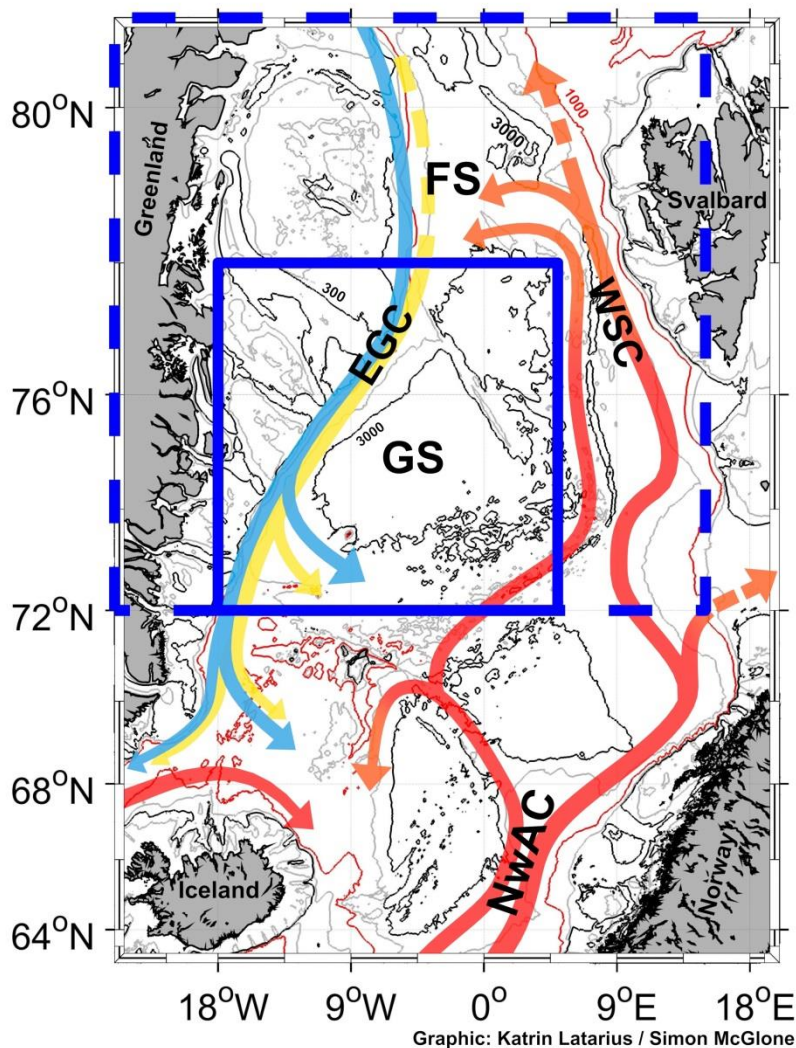 80°N
Greenland
FS
3000
1000
Svalbard
300
EGC
WSC
76°N
3000
GS
72°N
68°N
NwAC
Iceland
Norway
64°N
18°W
9°W
0°
9°E
18°E
Graphic: Katrin Latarius / Simon McGlone